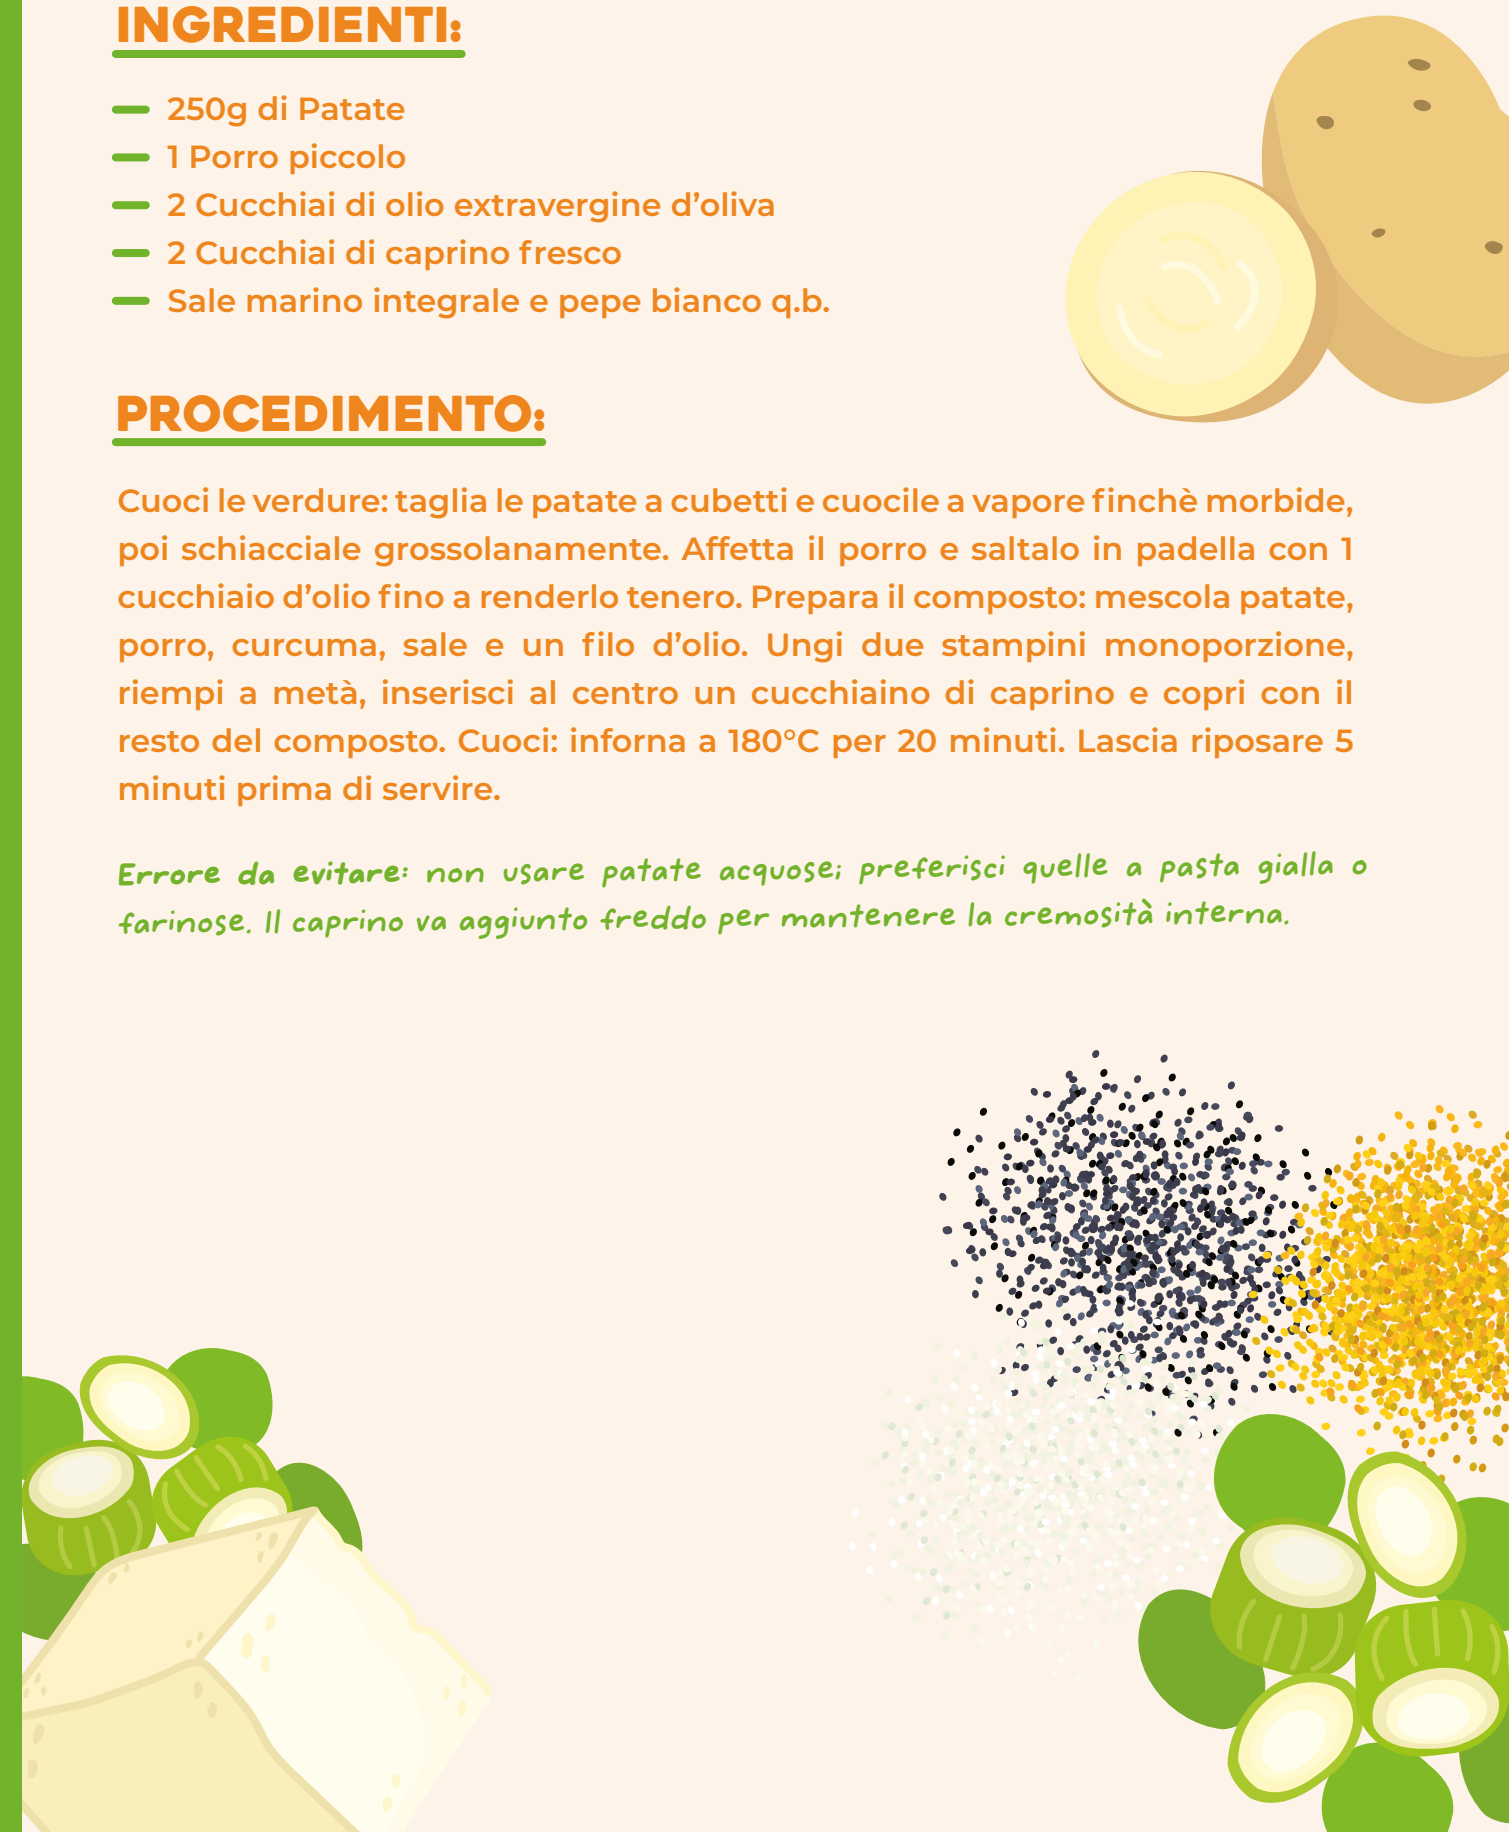 INGREDIENTI:
250g di Patate
1 Porro piccolo
2 Cucchiai di olio extravergine d’oliva
2 Cucchiai di caprino fresco
Sale marino integrale e pepe bianco q.b.
PROCEDIMENTO:
Cuoci le verdure: taglia le patate a cubetti e cuocile a vapore finchè morbide,
poi schiacciale grossolanamente. Affetta il porro e saltalo in padella con 1
cucchiaio d’olio fino a renderlo tenero. Prepara il composto: mescola patate,
porro, curcuma, sale e un filo d’olio. Ungi due stampini monoporzione,
riempi a metà, inserisci al centro un cucchiaino di caprino e copri con il
resto del composto. Cuoci: inforna a 180°C per 20 minuti. Lascia riposare 5
minuti prima di servire.
Errore da evitare: non usare patate acquose; preferisci quelle a pasta gialla o
farinose. Il caprino va aggiunto freddo per mantenere la cremosità interna.